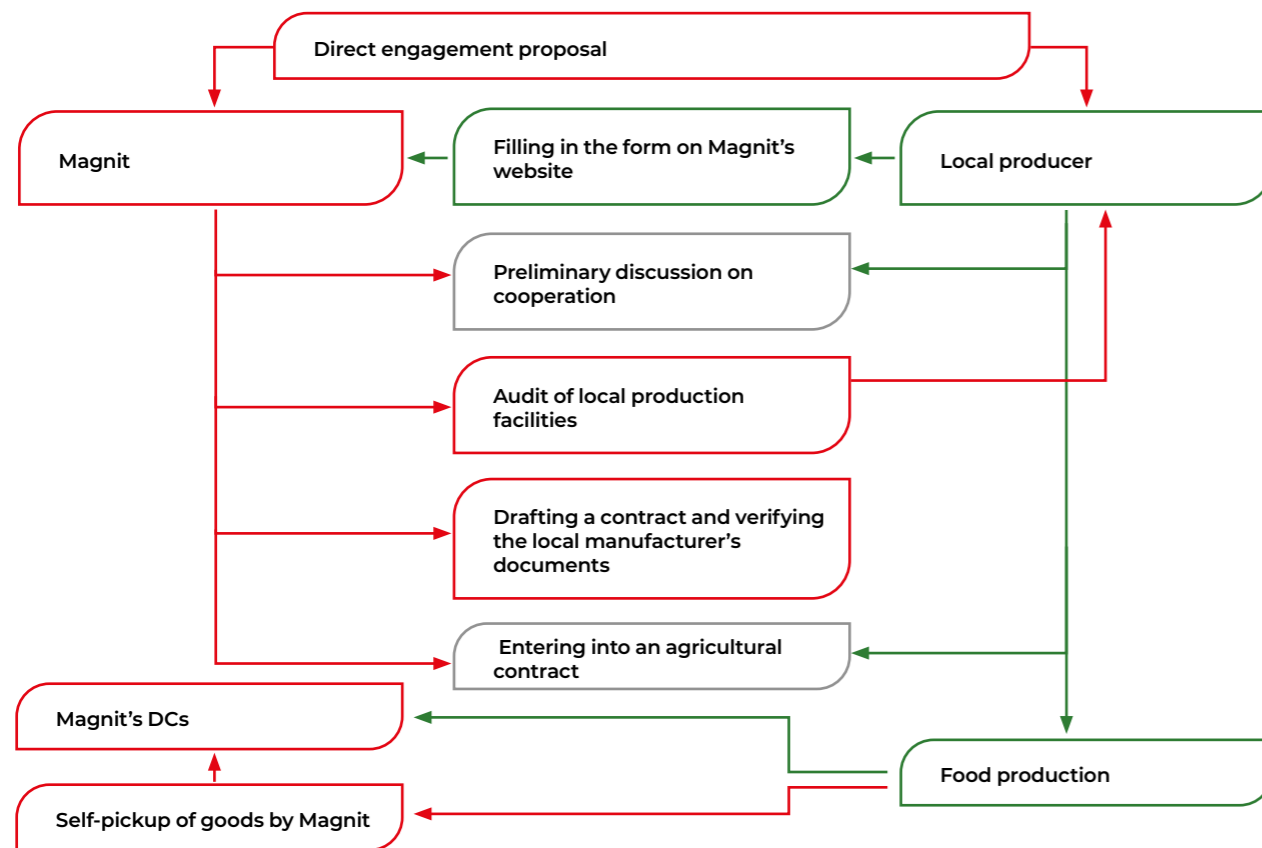 Direct engagement proposal
Magnit
Filling in the form on Magnit's
website
Local producer
Preliminary discussion on
cooperation
Audit of local production
facilities
Drafting a contract and verifying
the local manufacturer's
documents
Entering into an agricultural
contract
Magnit's DCs
Food production
Self-pickup of goods by Magnit